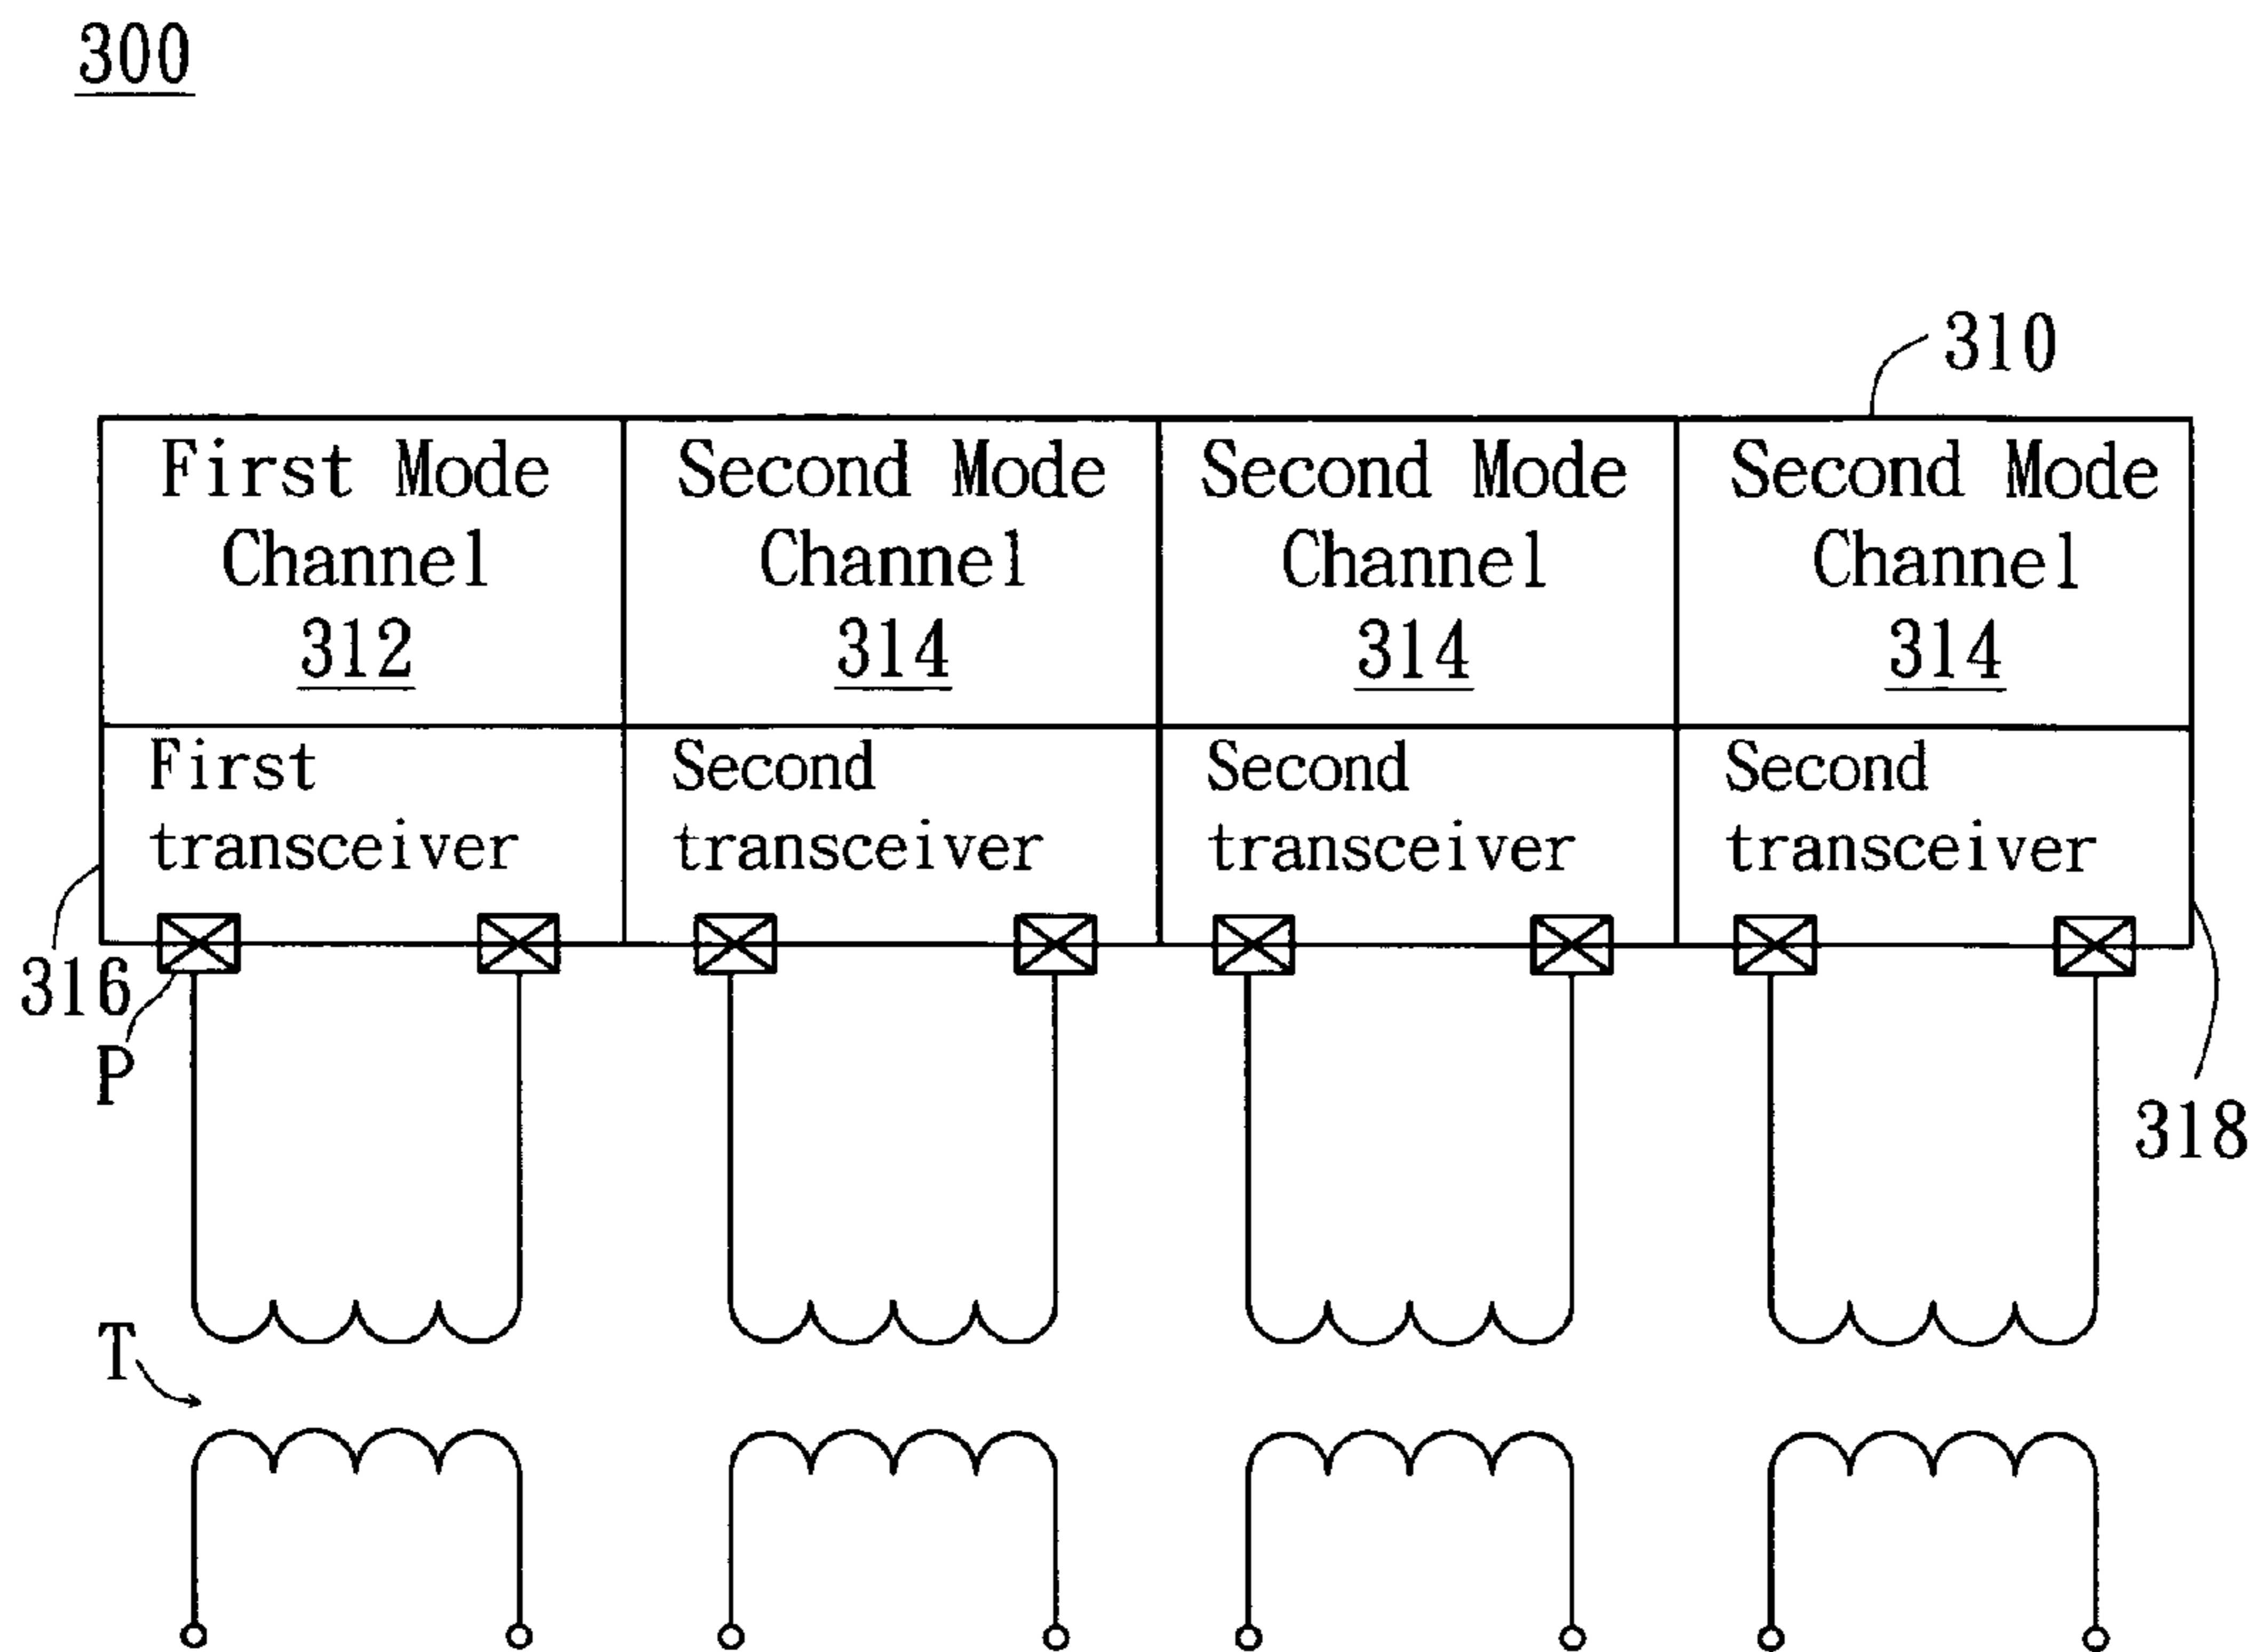 300
310
First Mode
Channel
312
Second Mode
Channel
314
Second Mode
Channel
314
Second Mode
Channel
314
First
transceiver
Second
transceiver
Second
transceiver
Second
transceiver
316
P
318
T